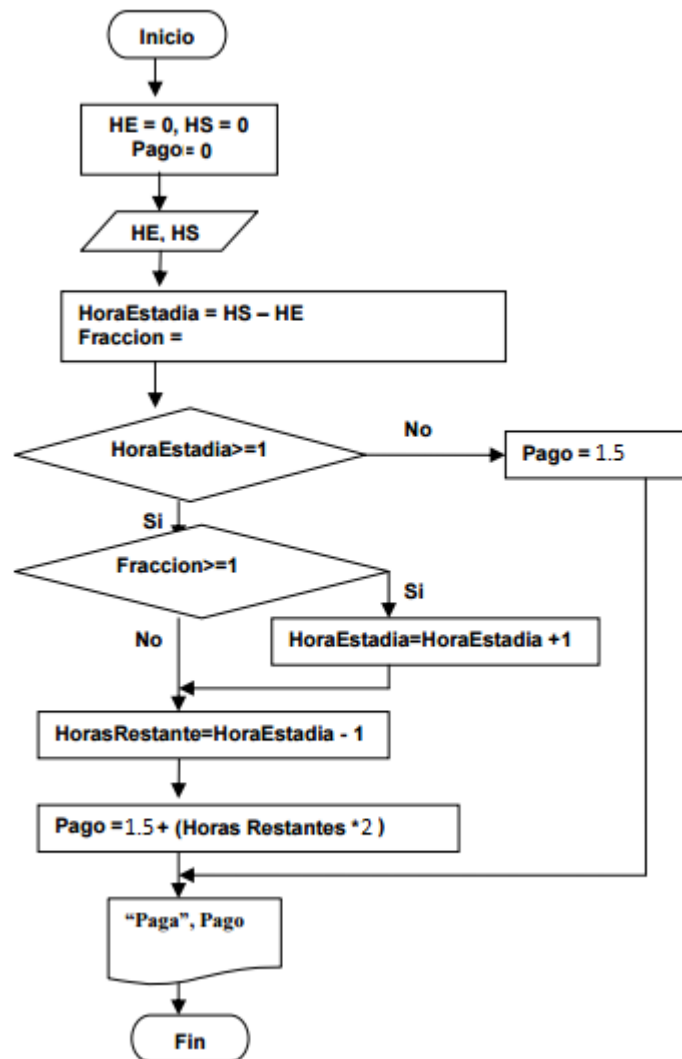 Inicio
HE = 0, HS = 0
Pago = 0
HE, HS
HoraEstadia = HS – HE
Fraccion =
HoraEstadia>=1
No
Pago = 1.5
Si
Fraccion>=1
Si
No
HoraEstadia=HoraEstadia +1
HorasRestante=HoraEstadia - 1
Pago =1.5+ (Horas Restantes *2 )
“Paga”, Pago
Fin